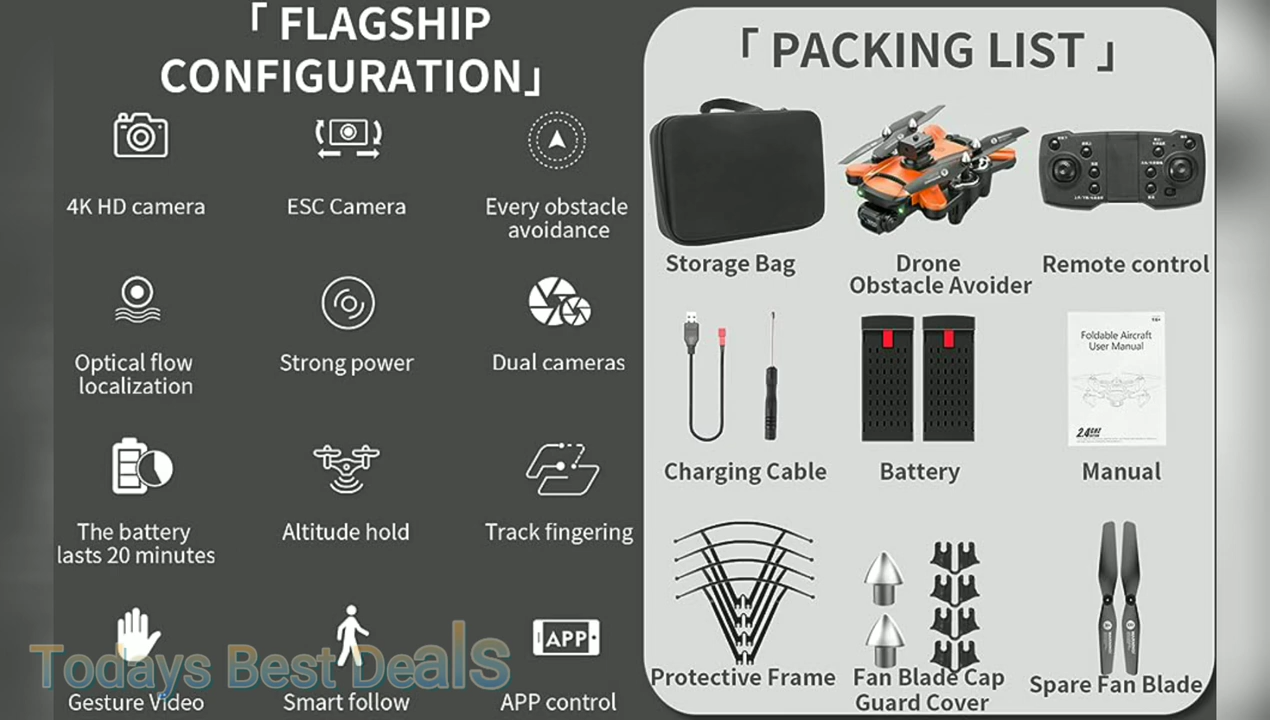 「 FLAGSHIP
CONFIGURATION」
4K HD camera
ESC Camera
Every obstacle
avoidance
Optical flow
localization
Strong power
Dual cameras
The battery
lasts 20 minutes
Altitude hold
Track fingering
APP
Gesture Video
Smart follow
APP control
Todays Best Deals
「 PACKING LIST 」
Storage Bag
Drone
Obstacle Avoider
Remote control
Foldable Aircraft
User Manual
2.4GHZ
Charging Cable
Battery
Manual
Protective Frame
Fan Blade Cap
Guard Cover
Spare Fan Blade